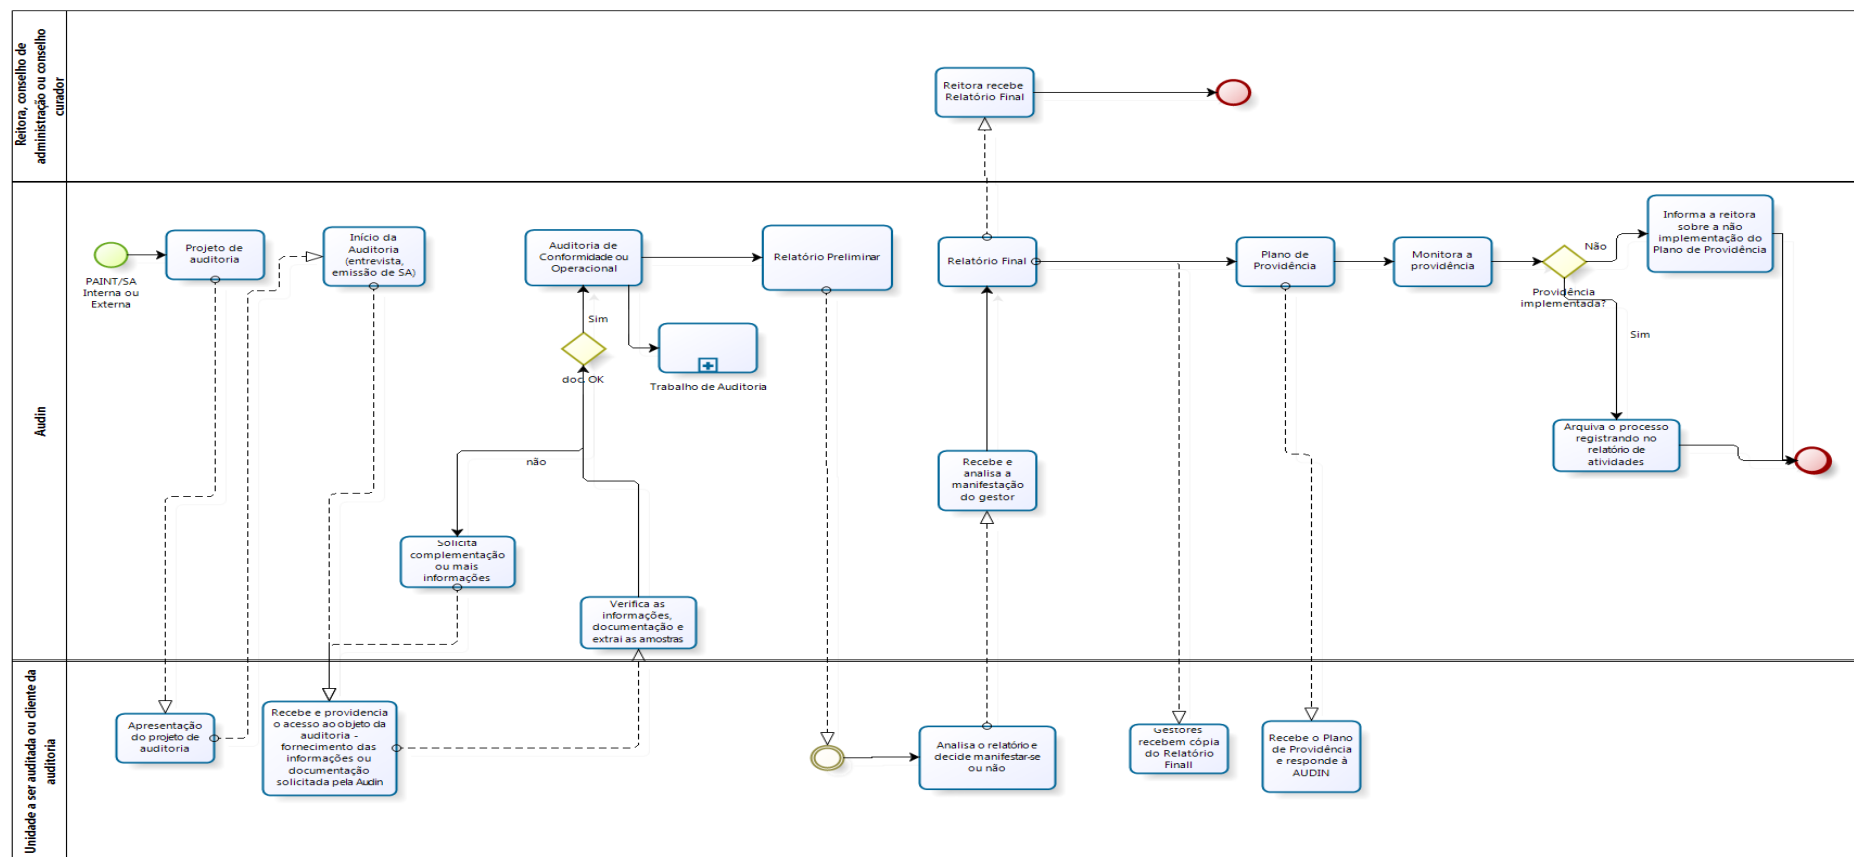 Reitora, conselho de
administração ou conselho
curador
Reitora recebe
Relatório Final
Audin
PAINT/SA
Interna ou
Externa
Projeto de
auditoria
Início da
Auditoria
(entrevista,
emissão de SA)
Auditoria de
Conformidade ou
Operacional
Sim
doc. OK
não
Trabalho de Auditoria
Relatório Preliminar
Solicita
complementação
ou mais
informações
Verifica as
informações,
documentação e
extrai as amostras
Relatório Final
Recebe e
analisa a
manifestação
do gestor
Plano de
Providência
Monitora a
providência
Providência
implementada?
Não
Sim
Informa a reitora
sobre a não
implementação do
Plano de Providência
Arquiva o processo
registrando no
relatório de
atividades
Unidade a ser auditada ou cliente da
auditoria
Apresentação
do projeto de
auditoria
Recebe e providencia
o acesso ao objeto da
auditoria -
fornecimento das
informações ou
documentação
solicitada pela Audin
Analisa o relatório e
decide manifestar-se
ou não
Gestores
recebem cópia
do Relatório
Finall
Recebe o Plano
de Providência
e responde à
AUDIN